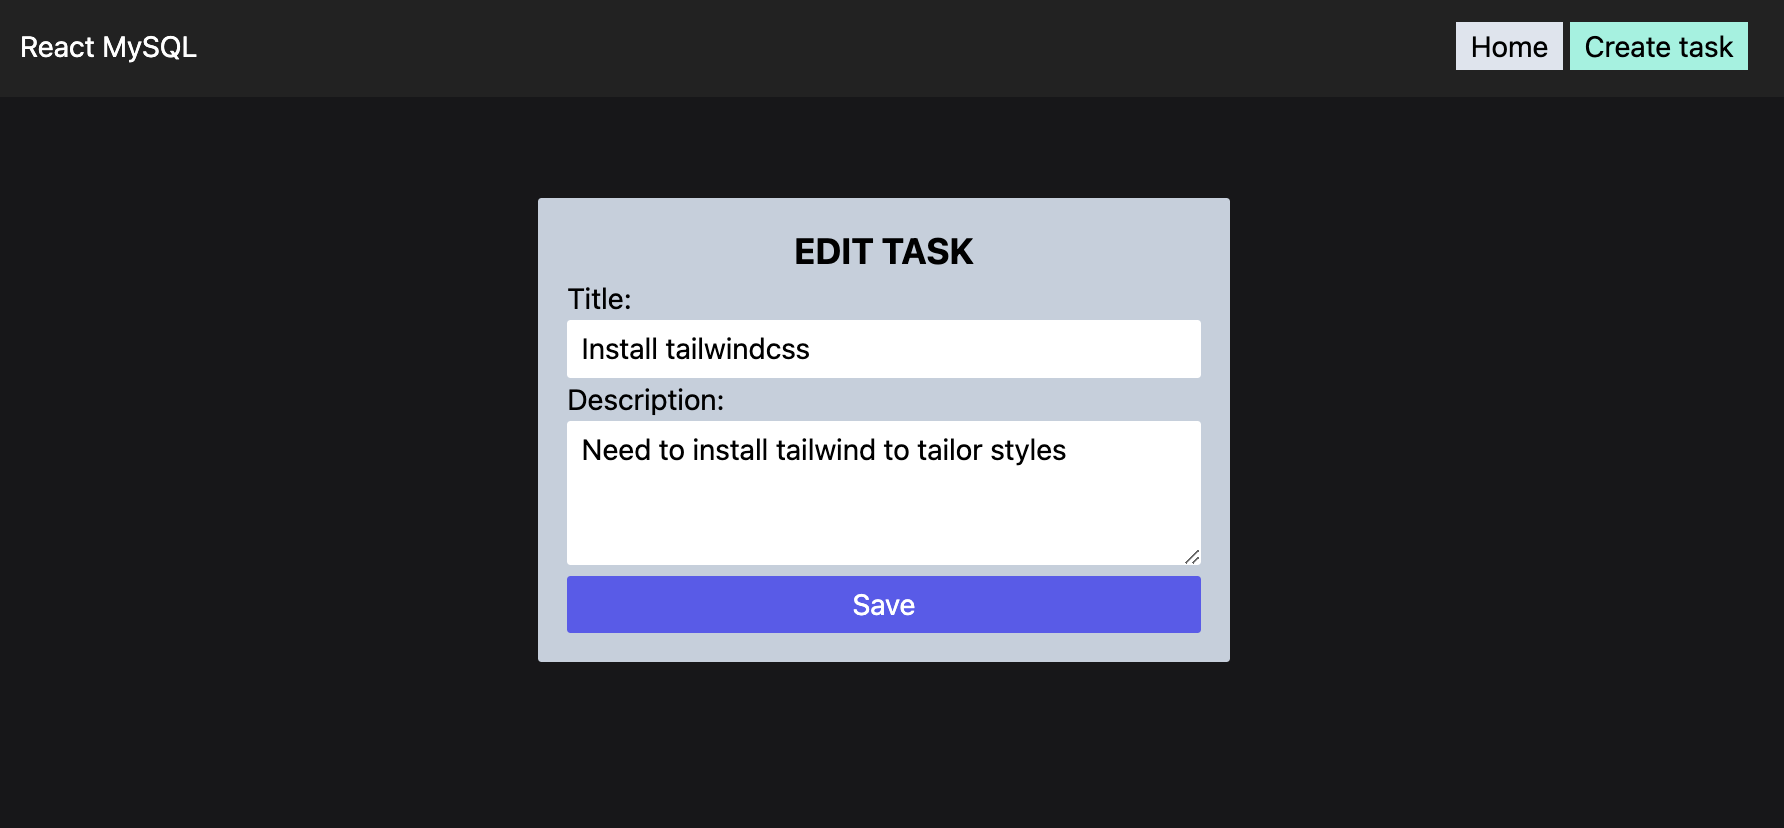 React MySQL
Home
Create task
EDIT TASK
Title:
Install tailwindcss
Description:
Need to install tailwind to tailor styles
Save